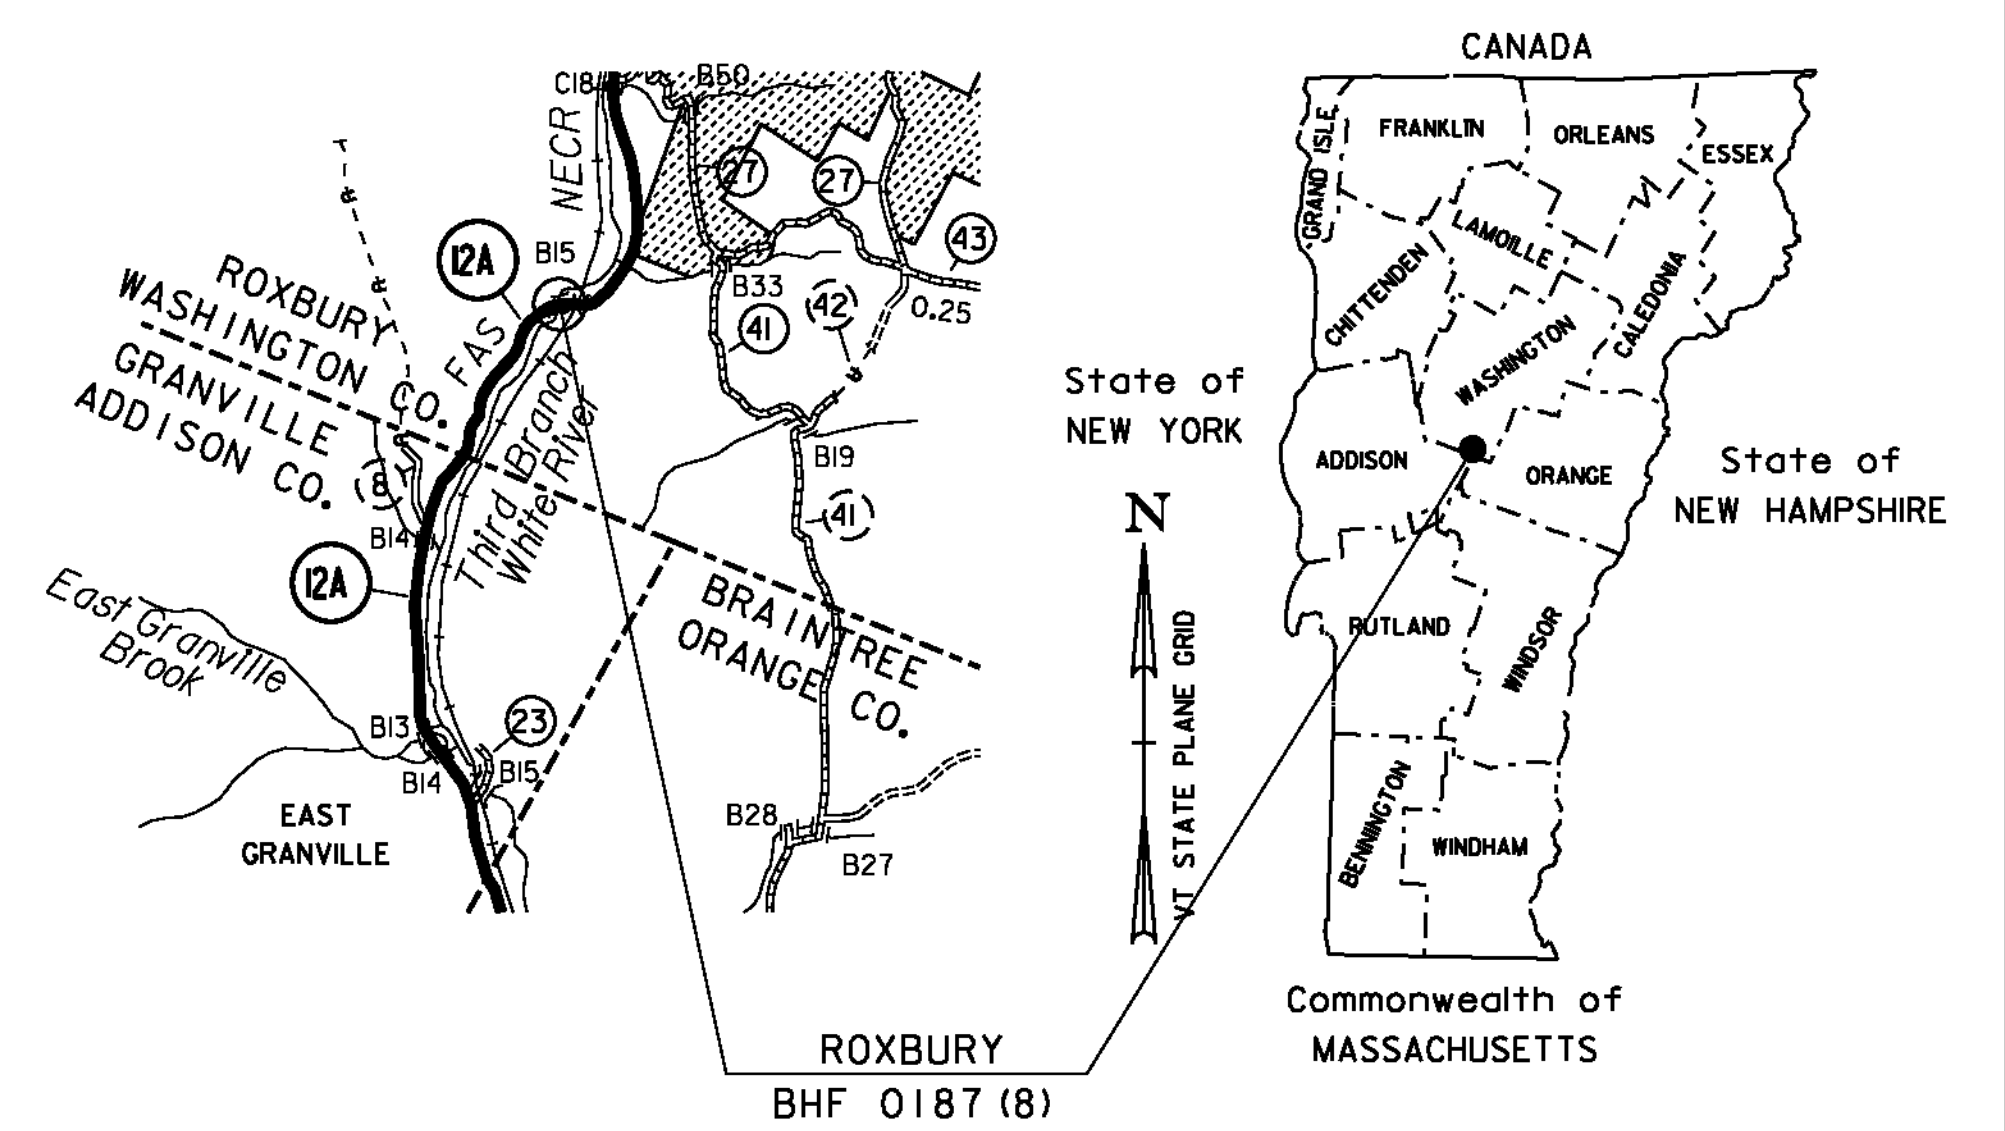 C18
B50
NECR
27
27
43
12A
B15
B33
42
0.25
41
ROXBURY
WASHINGTON CO.
GRANVILLE
ADDISON CO.
FAS
Third Branch
White River
8
B14
B19
41
12A
East Granville
Brook
BRAINTREE
ORANGE CO.
B13
23
B14
B15
EAST
GRANVILLE
B28
B27
N
VT STATE PLANE GRID
CANADA
GRAND ISLE
FRANKLIN
ORLEANS
ESSEX
LAMOILLE
CHITTENDEN
CALEDONIA
WASHINGTON
State of
NEW YORK
ADDISON
ORANGE
State of
NEW HAMPSHIRE
RUTLAND
WINDSOR
BENNINGTON
WINDHAM
Commonwealth of
MASSACHUSETTS
ROXBURY
BHF 0187 (8)